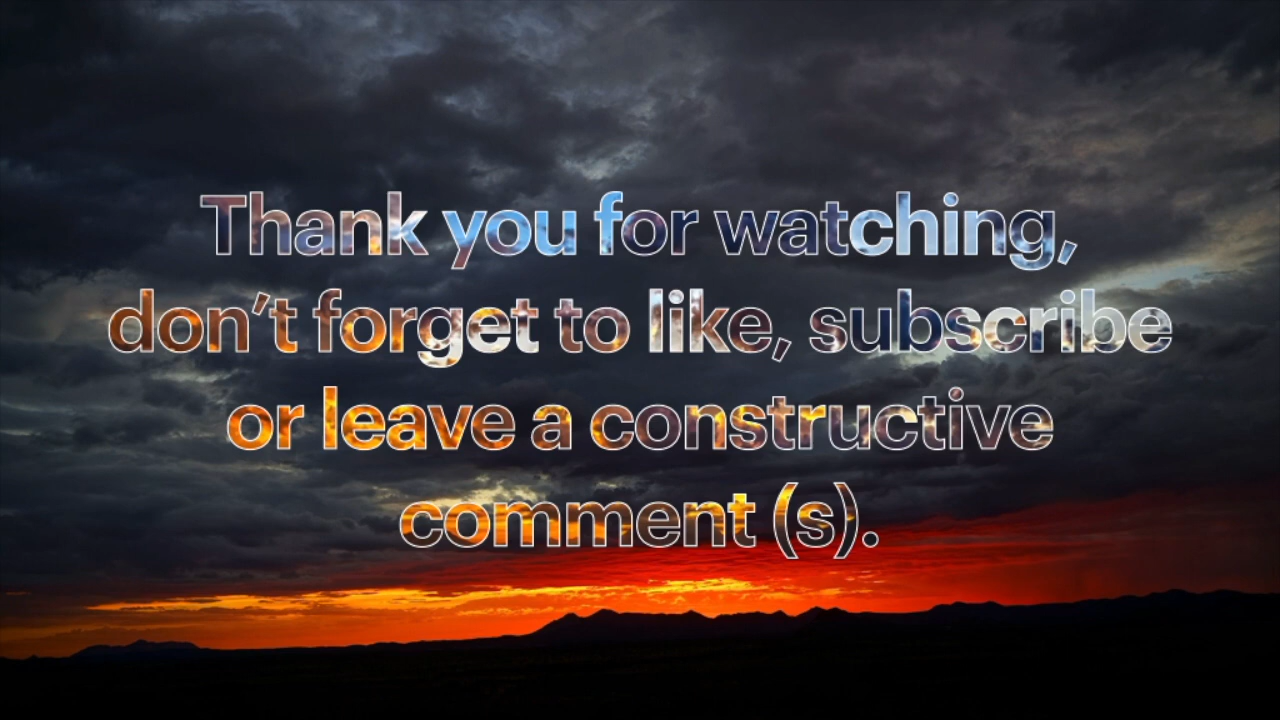 Thank you for watching,
don’t forget to like, subscribe
or leave a constructive
comment (s).